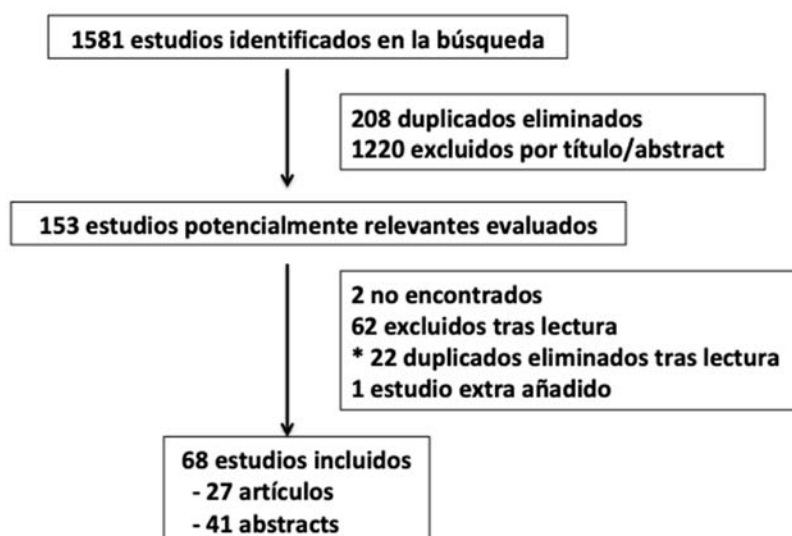 1581 estudios identificados en la búsqueda
208 duplicados eliminados
1220 excluidos por título/abstract
153 estudios potencialmente relevantes evaluados
2 no encontrados
62 excluidos tras lectura
* 22 duplicados eliminados tras lectura
1 estudio extra añadido
68 estudios incluidos
- 27 artículos
- 41 abstracts